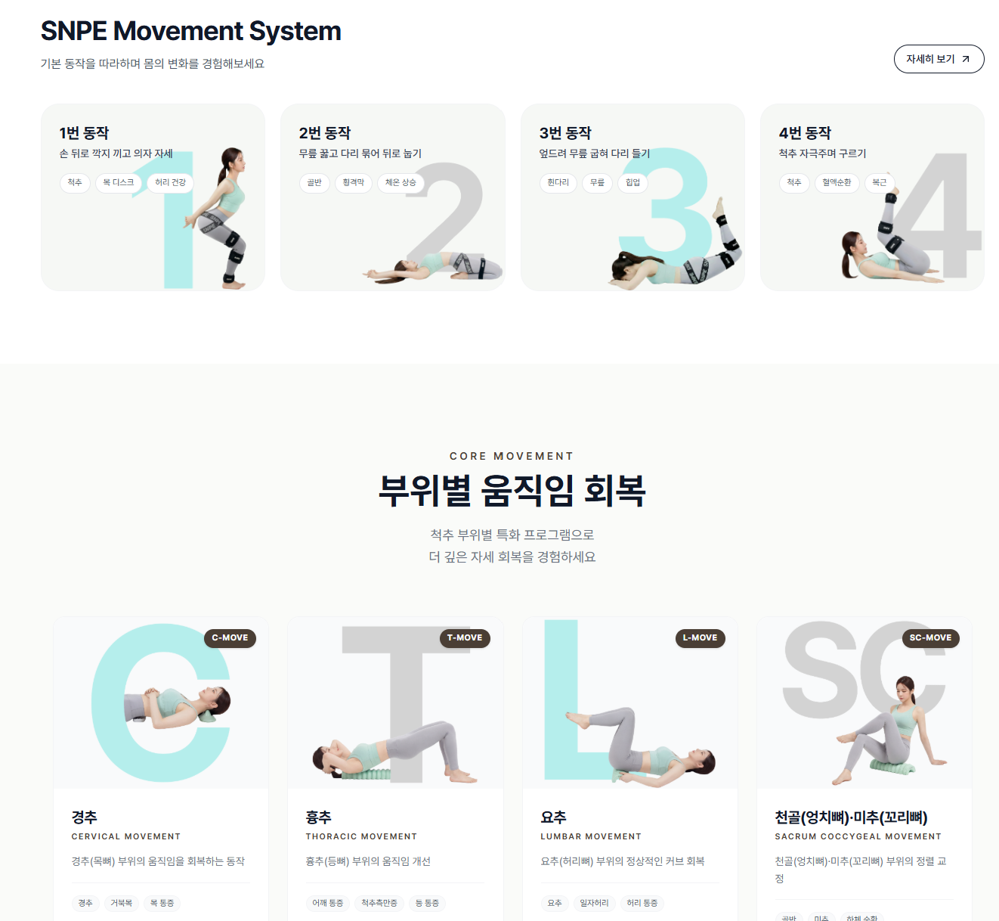 SNPE Movement System
기본 동작을 따라하며 몸의 변화를 경험해보세요
자세히 보기
1번 동작
손 뒤로 깍지 끼고 의자 자세
척추 목 디스크 허리 건강
1
2번 동작
무릎 꿇고 다리 묶어 뒤로 눕기
골반 횡격막 체온 상승
2
3번 동작
엎드려 무릎 굽혀 다리 들기
휜다리 무릎 힙업
3
4번 동작
척추 자극주며 구르기
척추 혈액순환 복근
4
CORE MOVEMENT
부위별 움직임 회복
척추 부위별 특화 프로그램으로
더 깊은 자세 회복을 경험하세요
C
C-MOVE
경추
CERVICAL MOVEMENT
경추(목뼈) 부위의 움직임을 회복하는 동작
경추 거북목 목 통증
T
T-MOVE
흉추
THORACIC MOVEMENT
흉추(등뼈) 부위의 움직임 개선
어깨 통증 척추측만증 등 통증
L
L-MOVE
요추
LUMBAR MOVEMENT
요추(허리뼈) 부위의 정상적인 커브 회복
요추 일자허리 허리 통증
SC
SC-MOVE
천골(엉치뼈)·미추(꼬리뼈)
SACRUM COCCYGEAL MOVEMENT
천골(엉치뼈)·미추(꼬리뼈) 부위의 정렬 교
정
골반 미추 하체 순환